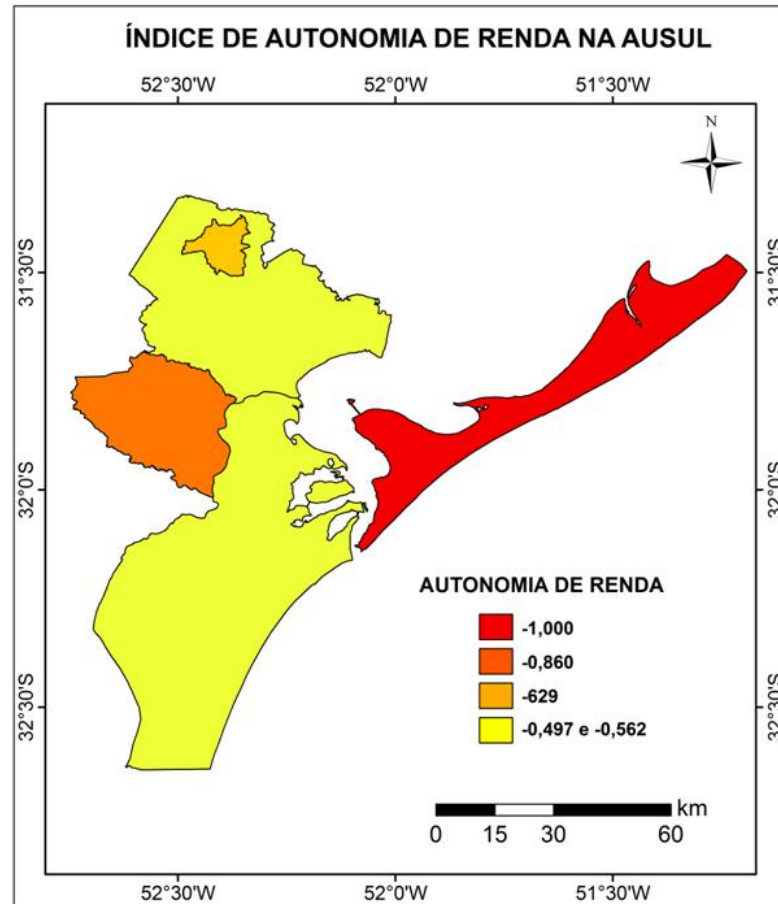 ÍNDICE DE AUTONOMIA DE RENDA NA AUSUL
52°30'W 52°0'W 51°30'W
N
31°30'S 31°30'S
32°0'S 32°0'S
AUTONOMIA DE RENDA
-1,000
-0,860
-629
-0,497 e -0,562
32°30'S 32°30'S
km
0 15 30 60
52°30'W 52°0'W 51°30'W